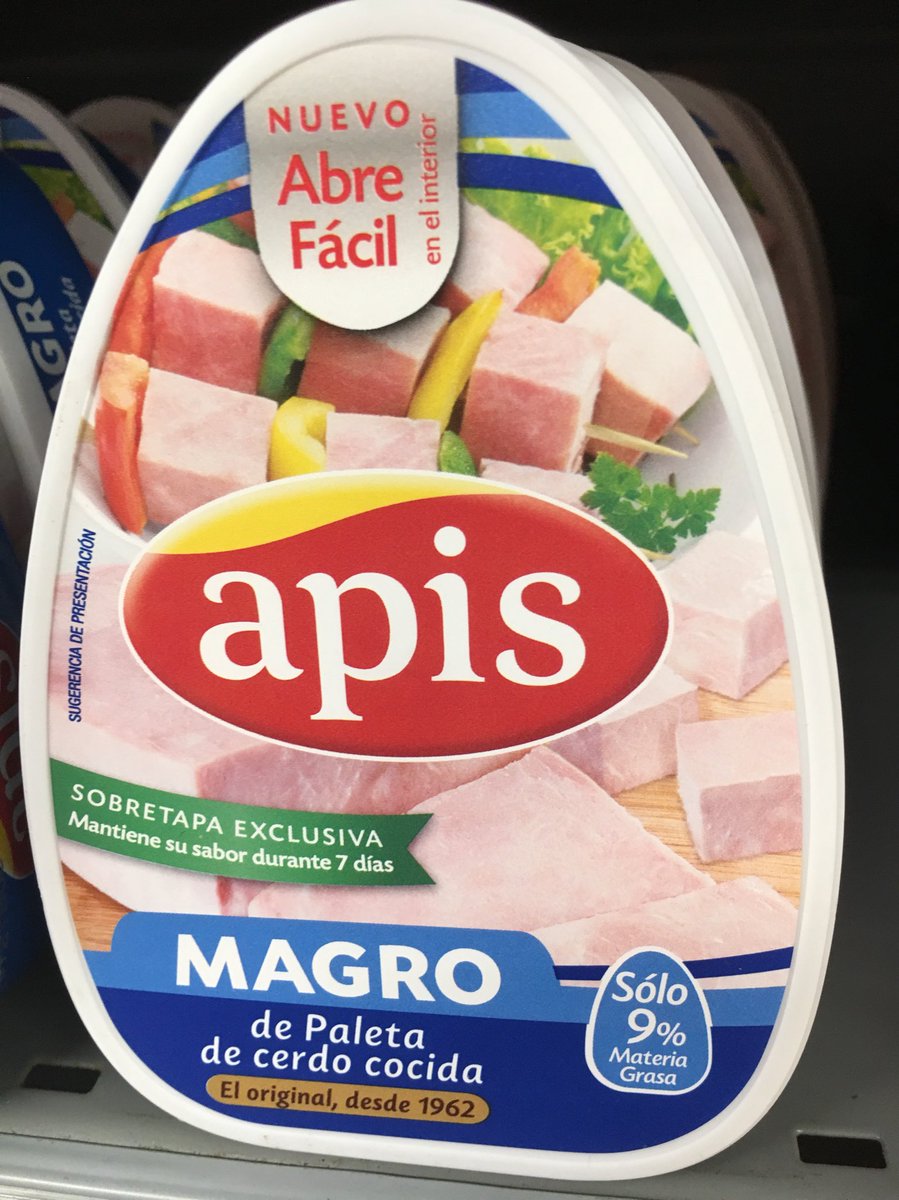 NUEVO
Abre
Fácil
en el interior
apis
SUGERENCIA DE PRESENTACIÓN
SOBRETAPA EXCLUSIVA
Mantiene su sabor durante 7 días
MAGRO
de Paleta
de cerdo cocida
El original, desde 1962
Sólo
9%
Materia
Grasa